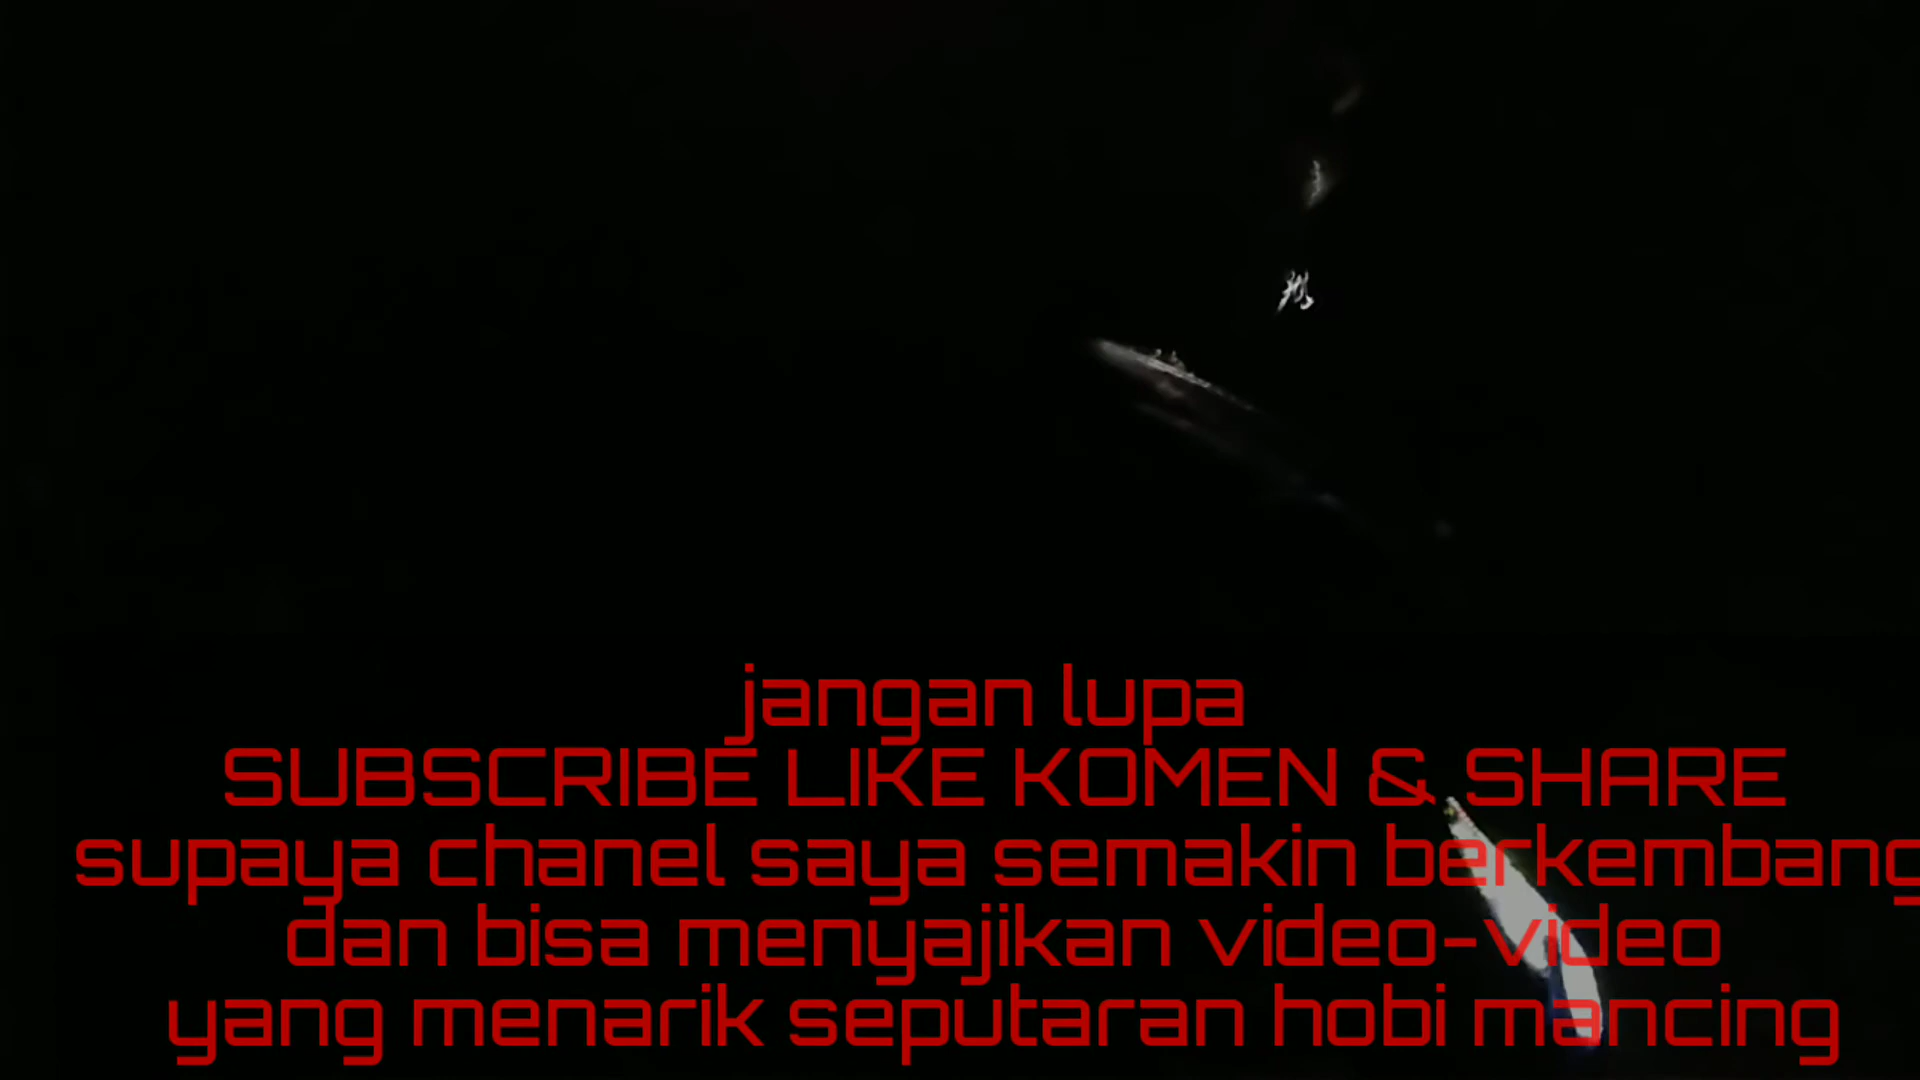 jangan lupa
SUBSCRIBE LIKE KOMEN & SHARE
supaya chanel saya semakin berkembang
dan bisa menyajikan video-video
yang menarik seputaran hobi mancing